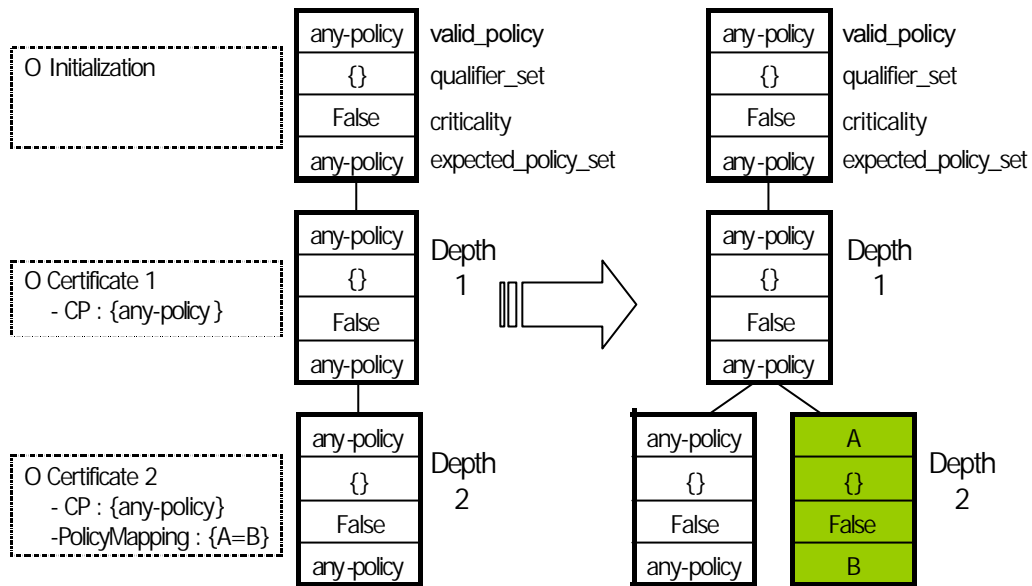 O Initialization
any-policy
{}
False
any-policy
valid_policy
qualifier_set
criticality
expected_policy_set
any-policy
{}
False
any-policy
valid_policy
qualifier_set
criticality
expected_policy_set
O Certificate 1
- CP : {any-policy}
any-policy
{}
False
any-policy
Depth
1
any-policy
{}
False
any-policy
Depth
1
O Certificate 2
- CP : {any-policy}
-PolicyMapping : {A=B}
any-policy
{}
False
any-policy
Depth
2
any-policy
{}
False
any-policy
A
{}
False
B
Depth
2